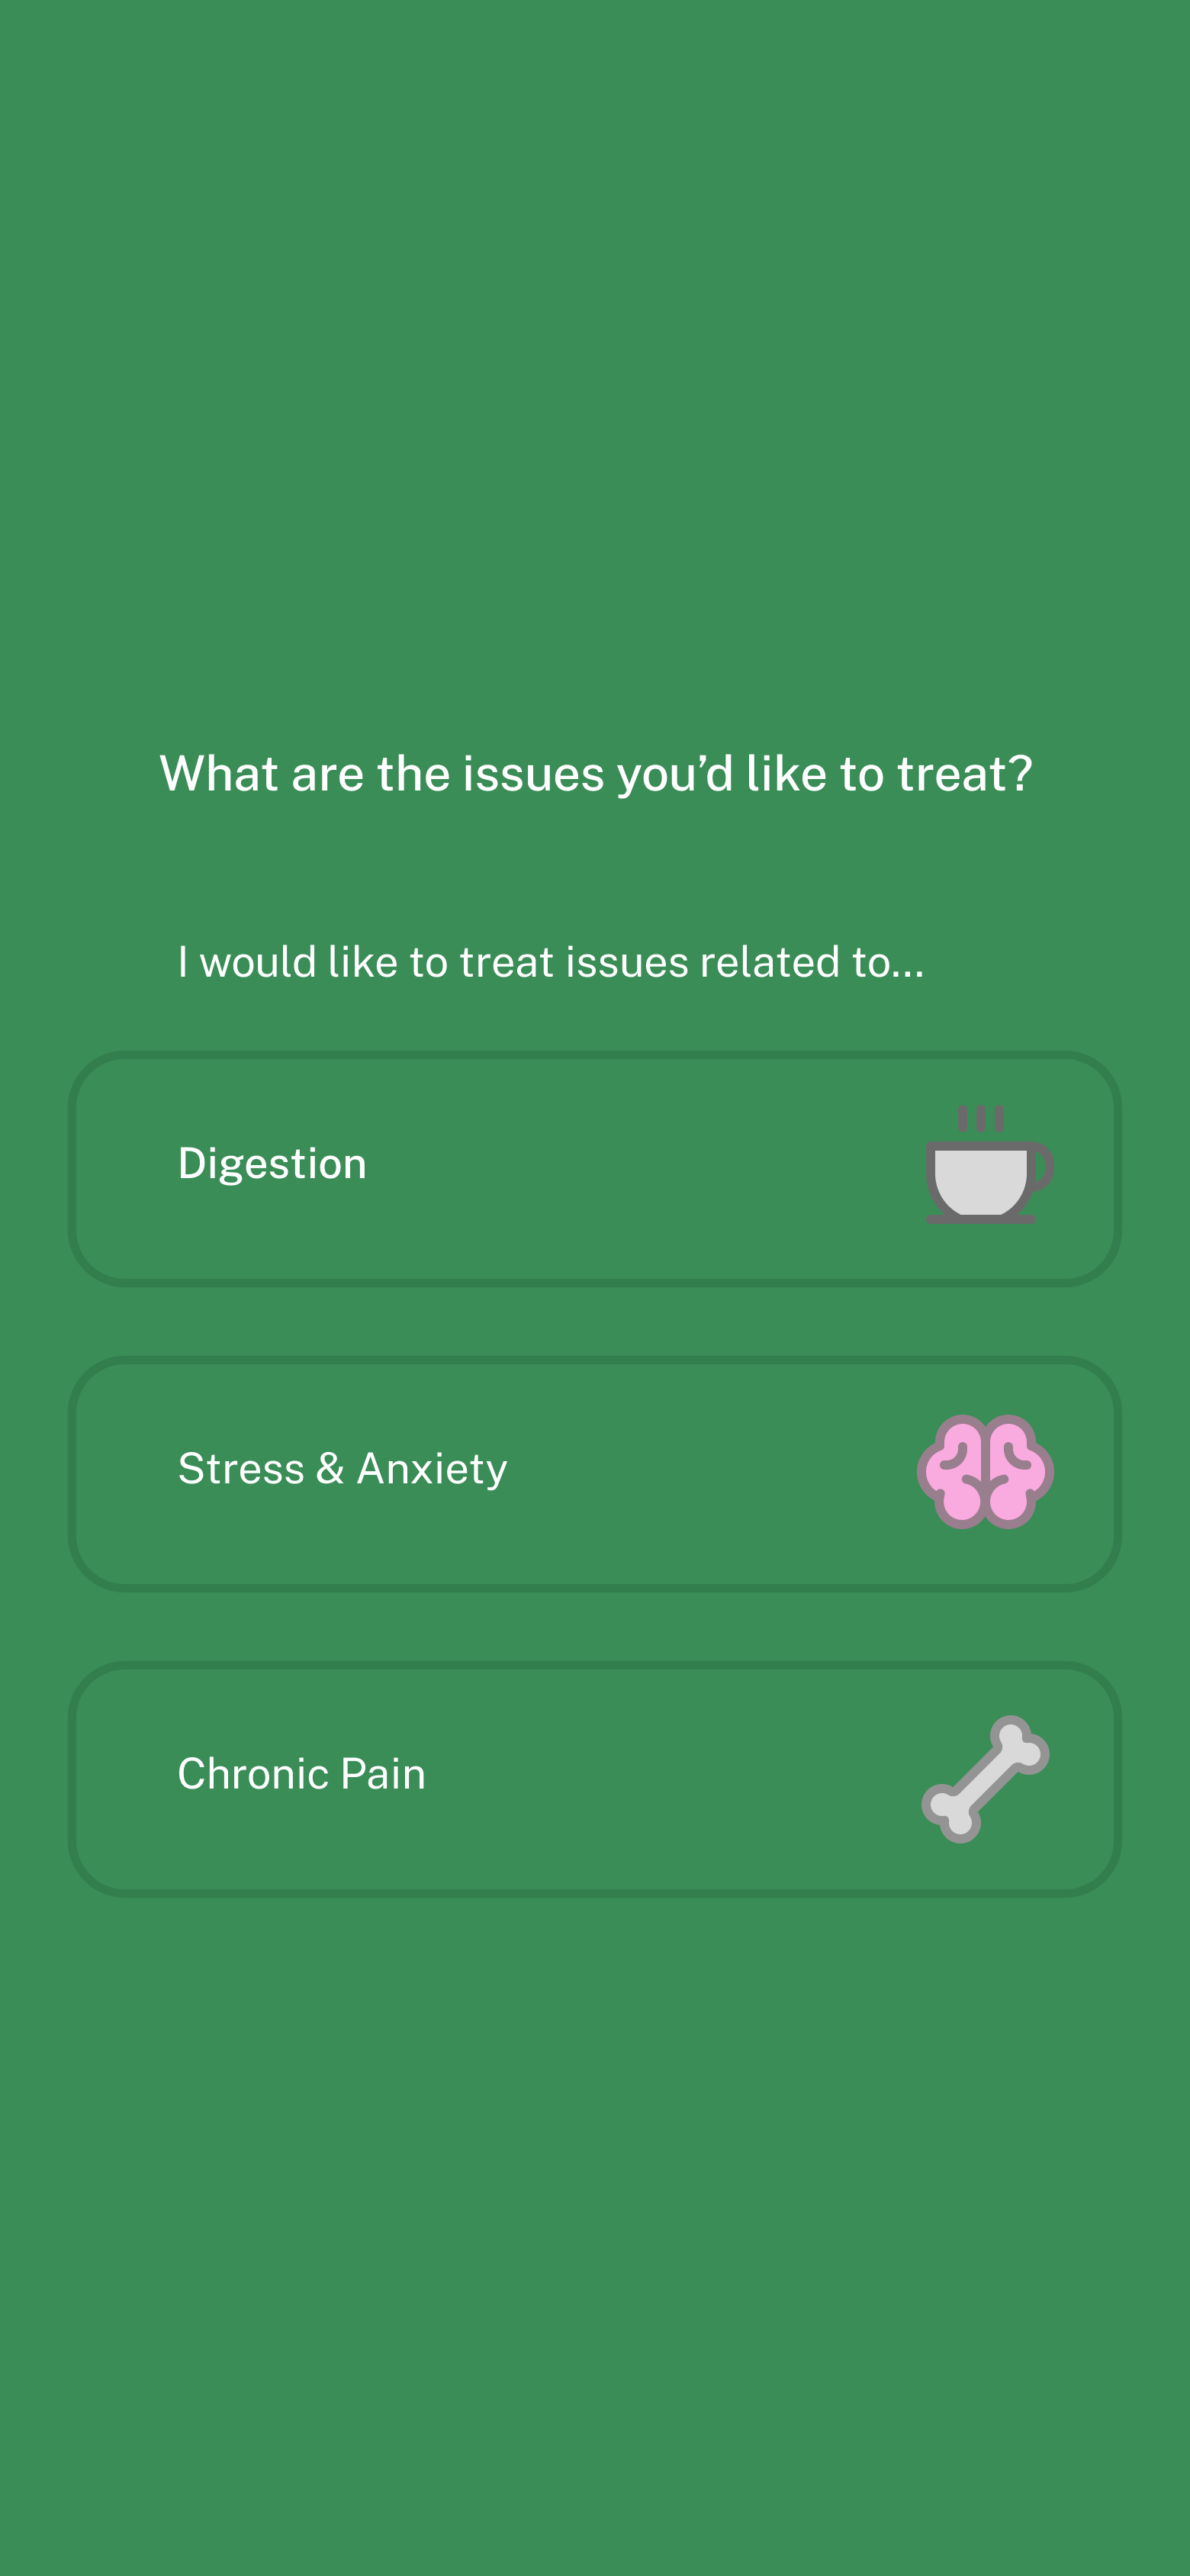 What are the issues you’d like to treat?
I would like to treat issues related to...
Digestion
Stress & Anxiety
Chronic Pain